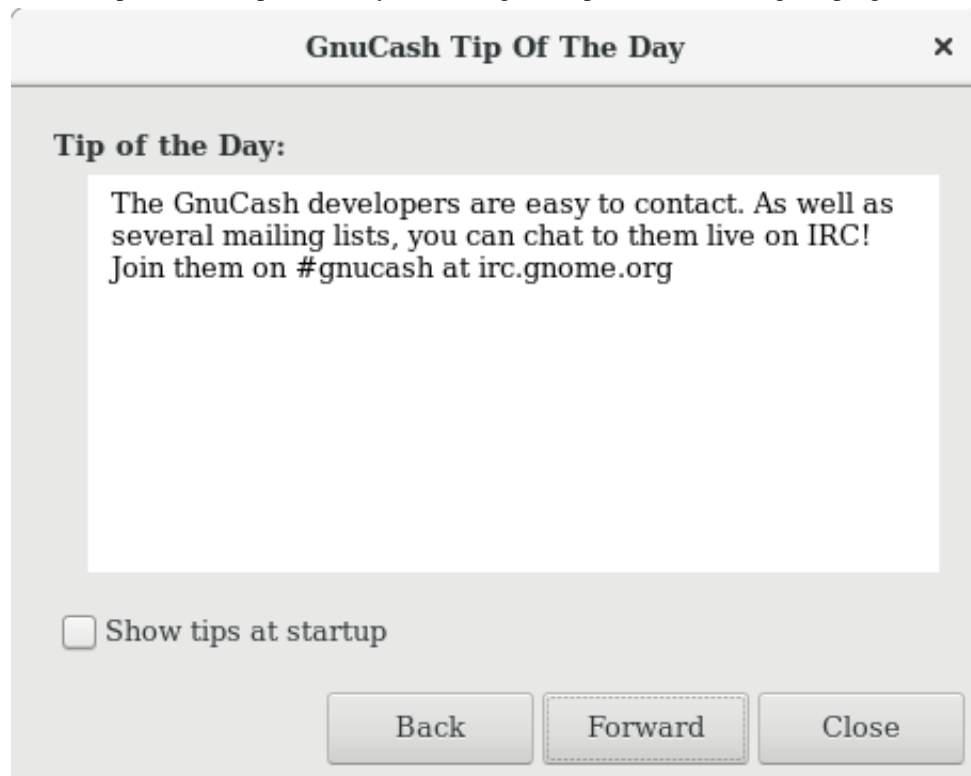 GnuCash Tip Of The Day ×
Tip of the Day:
The GnuCash developers are easy to contact. As well as
several mailing lists, you can chat to them live on IRC!
Join them on #gnucash at irc.gnome.org
Show tips at startup
Back Forward Close